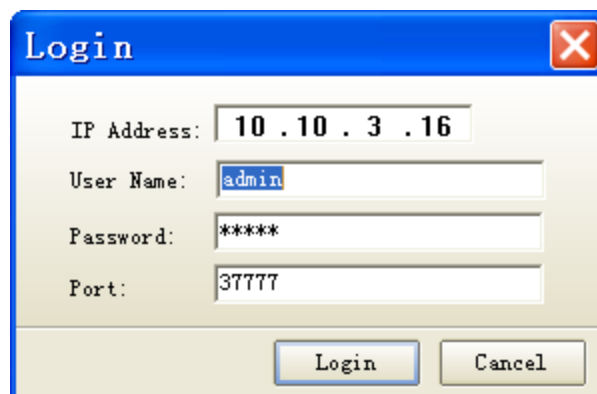 Login
IP Address: 10 .10 . 3 .16
User Name: admin
Password: *****
Port: 37777
Login Cancel